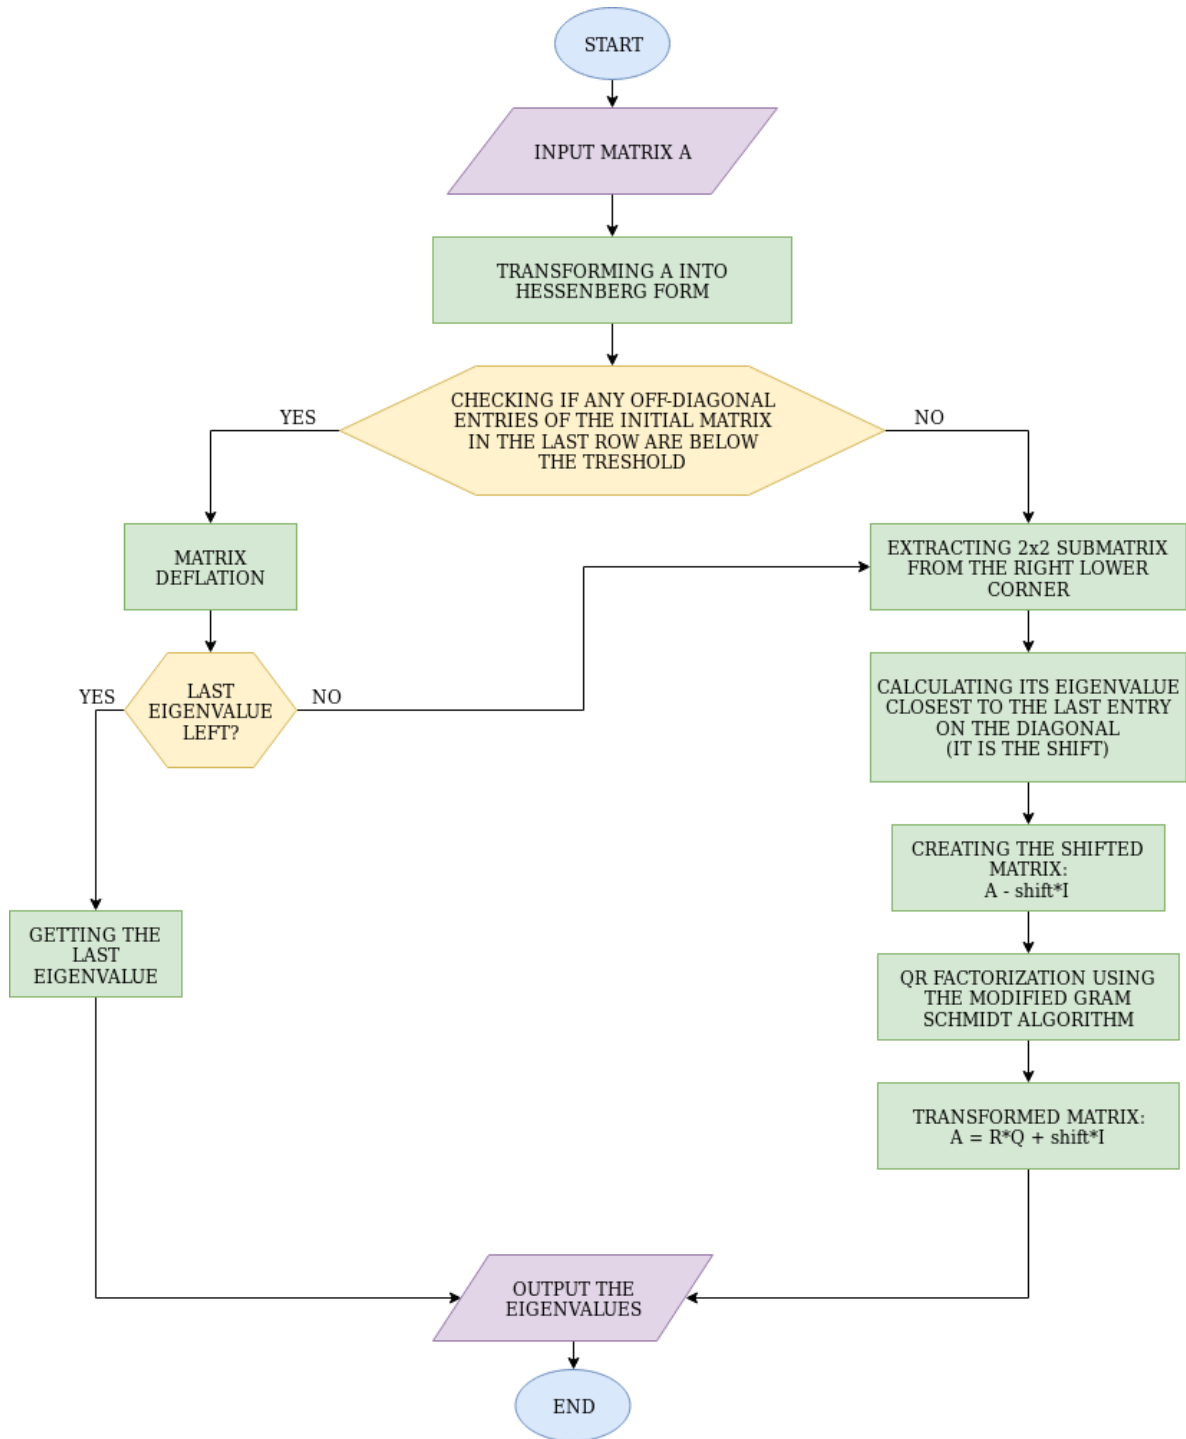 START
INPUT MATRIX A
TRANSFORMING A INTO
HESSENBERG FORM
CHECKING IF ANY OFF-DIAGONAL
ENTRIES OF THE INITIAL MATRIX
IN THE LAST ROW ARE BELOW
THE TRESHOLD
YES
NO
MATRIX
DEFLATION
EXTRACTING 2x2 SUBMATRIX
FROM THE RIGHT LOWER
CORNER
LAST
EIGENVALUE
LEFT?
YES
NO
CALCULATING ITS EIGENVALUE
CLOSEST TO THE LAST ENTRY
ON THE DIAGONAL
(IT IS THE SHIFT)
CREATING THE SHIFTED
MATRIX:
A - shift*I
GETTING THE
LAST
EIGENVALUE
QR FACTORIZATION USING
THE MODIFIED GRAM
SCHMIDT ALGORITHM
TRANSFORMED MATRIX:
A = R*Q + shift*I
OUTPUT THE
EIGENVALUES
END